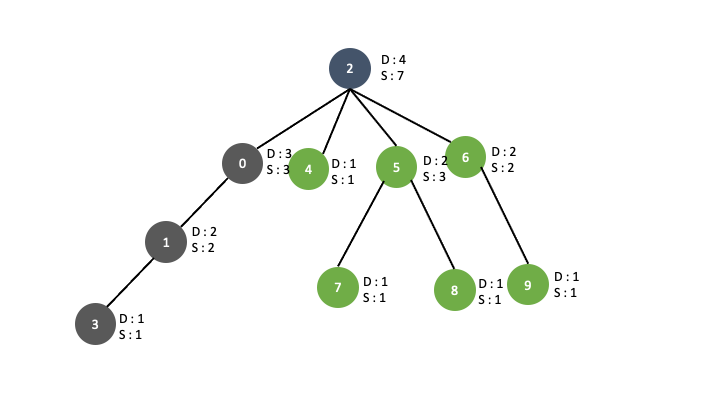 2
D : 4
S : 7
0
D : 3
S : 3
4
D : 1
S : 1
5
D : 2
S : 3
6
D : 2
S : 2
1
D : 2
S : 2
7
D : 1
S : 1
8
D : 1
S : 1
9
D : 1
S : 1
3
D : 1
S : 1